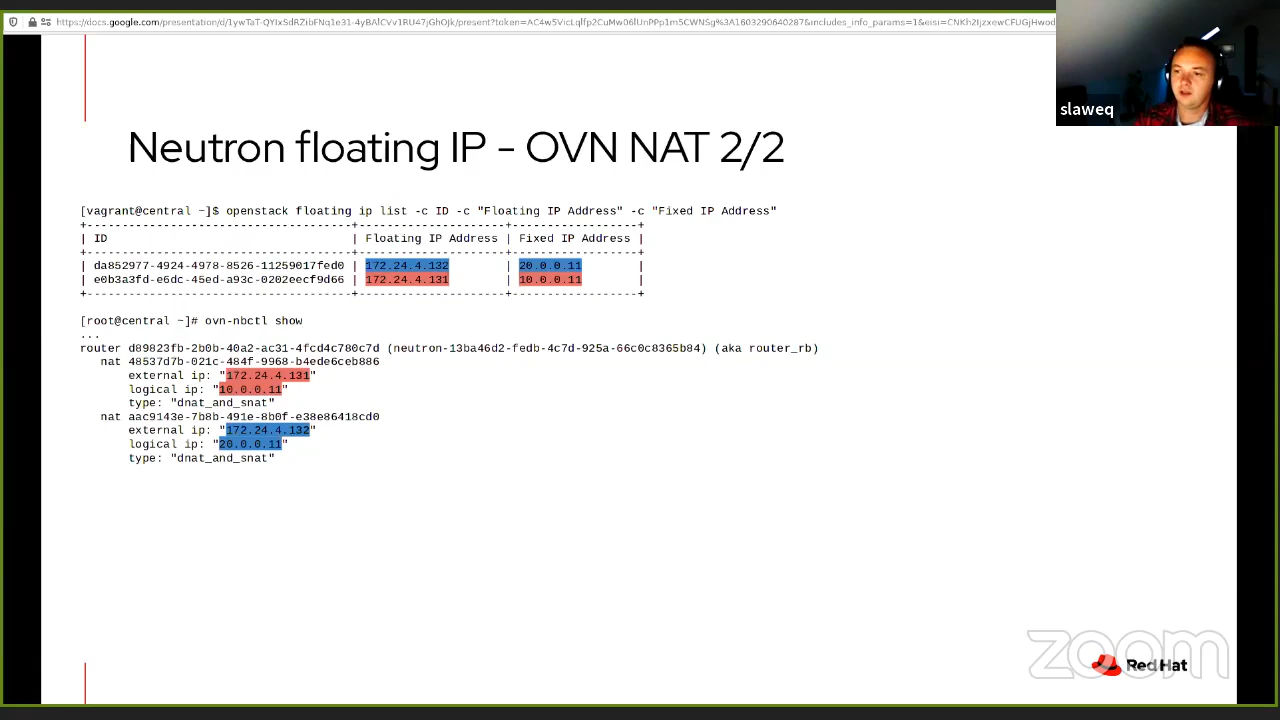 slaweq
Neutron floating IP - OVN NAT 2/2
[vagrant@central ~]$ openstack floating ip list -c ID -c "Floating IP Address" -c "Fixed IP Address"
+--------------------------------------+---------------------+------------------+
| ID | Floating IP Address | Fixed IP Address |
+--------------------------------------+---------------------+------------------+
| da852977-4924-4978-8526-11259017fed0 | 172.24.4.132 | 20.0.0.11 |
| e0b3a3fd-e6dc-45ed-a93c-0202eecf9d66 | 172.24.4.131 | 10.0.0.11 |
+--------------------------------------+---------------------+------------------+
[root@central ~]# ovn-nbctl show
...
router d89823fb-2b0b-40a2-ac31-4fcd4c780c7d (neutron-13ba46d2-fedb-4c7d-925a-66c0c8365b84) (aka router_rb)
nat 48537d7b-021c-484f-9968-b4ede6ceb886
external ip: "172.24.4.131"
logical ip: "10.0.0.11"
type: "dnat_and_snat"
nat aac9143e-7b8b-491e-8b0f-e38e86418cd0
external ip: "172.24.4.132"
logical ip: "20.0.0.11"
type: "dnat_and_snat"
zoom
Red Hat